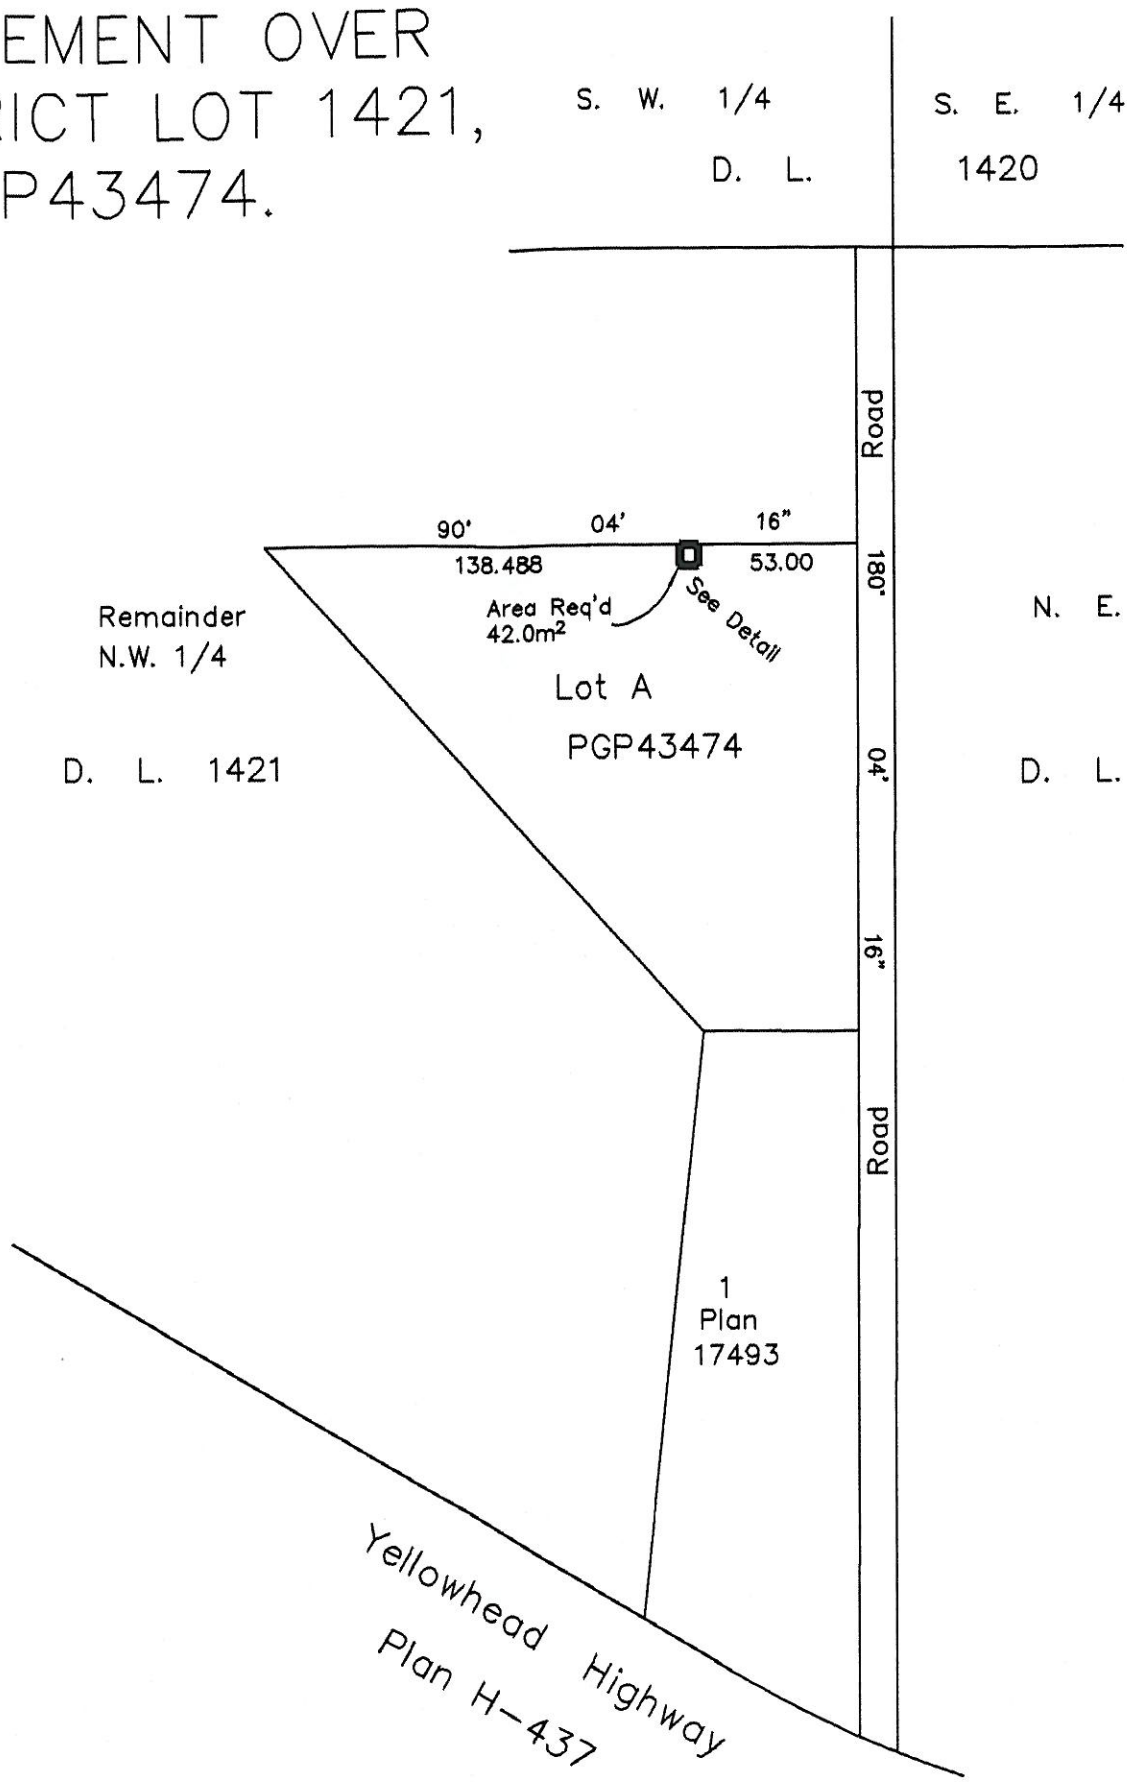 EMENT OVER
RICT LOT 1421,
P43474.
S. W. 1/4
S. E. 1/4
D. L.
1420
Road
90° 04' 16"
138.488
53.00
Area Req'd
42.0m²
See Detail
180° 04' 16"
Remainder
N.W. 1/4
Lot A
PGP43474
D. L. 1421
N. E.
D. L.
Road
1
Plan
17493
Yellowhead Highway
Plan H-437